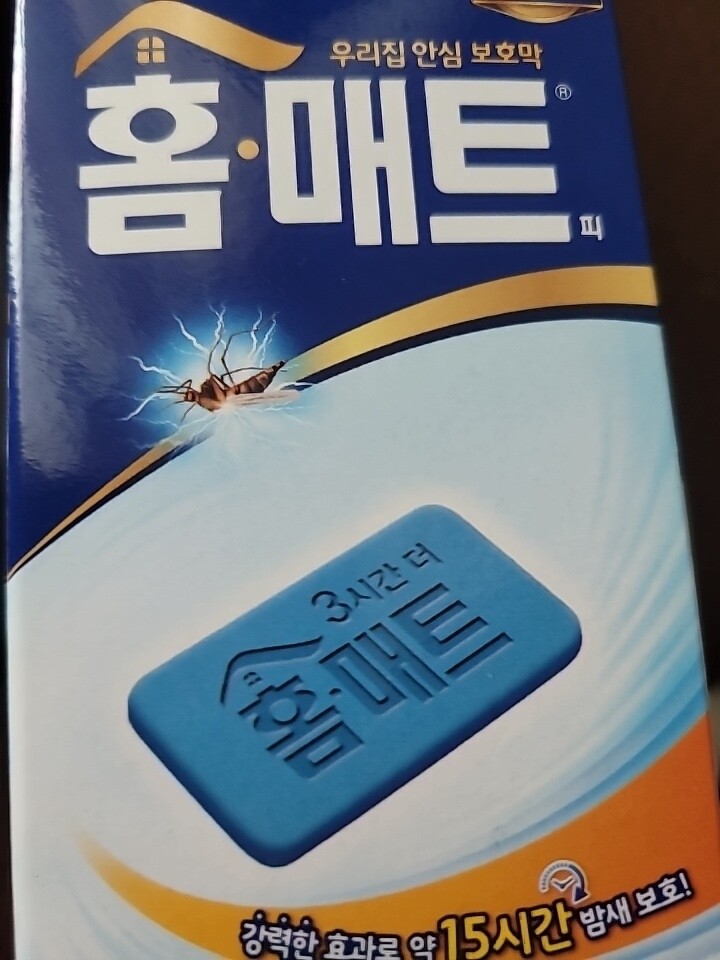 우리집 안심 보호막
홈·매트®
피
3시간 더
홈·매트
강력한 효과로 약 15시간 밤새 보호!